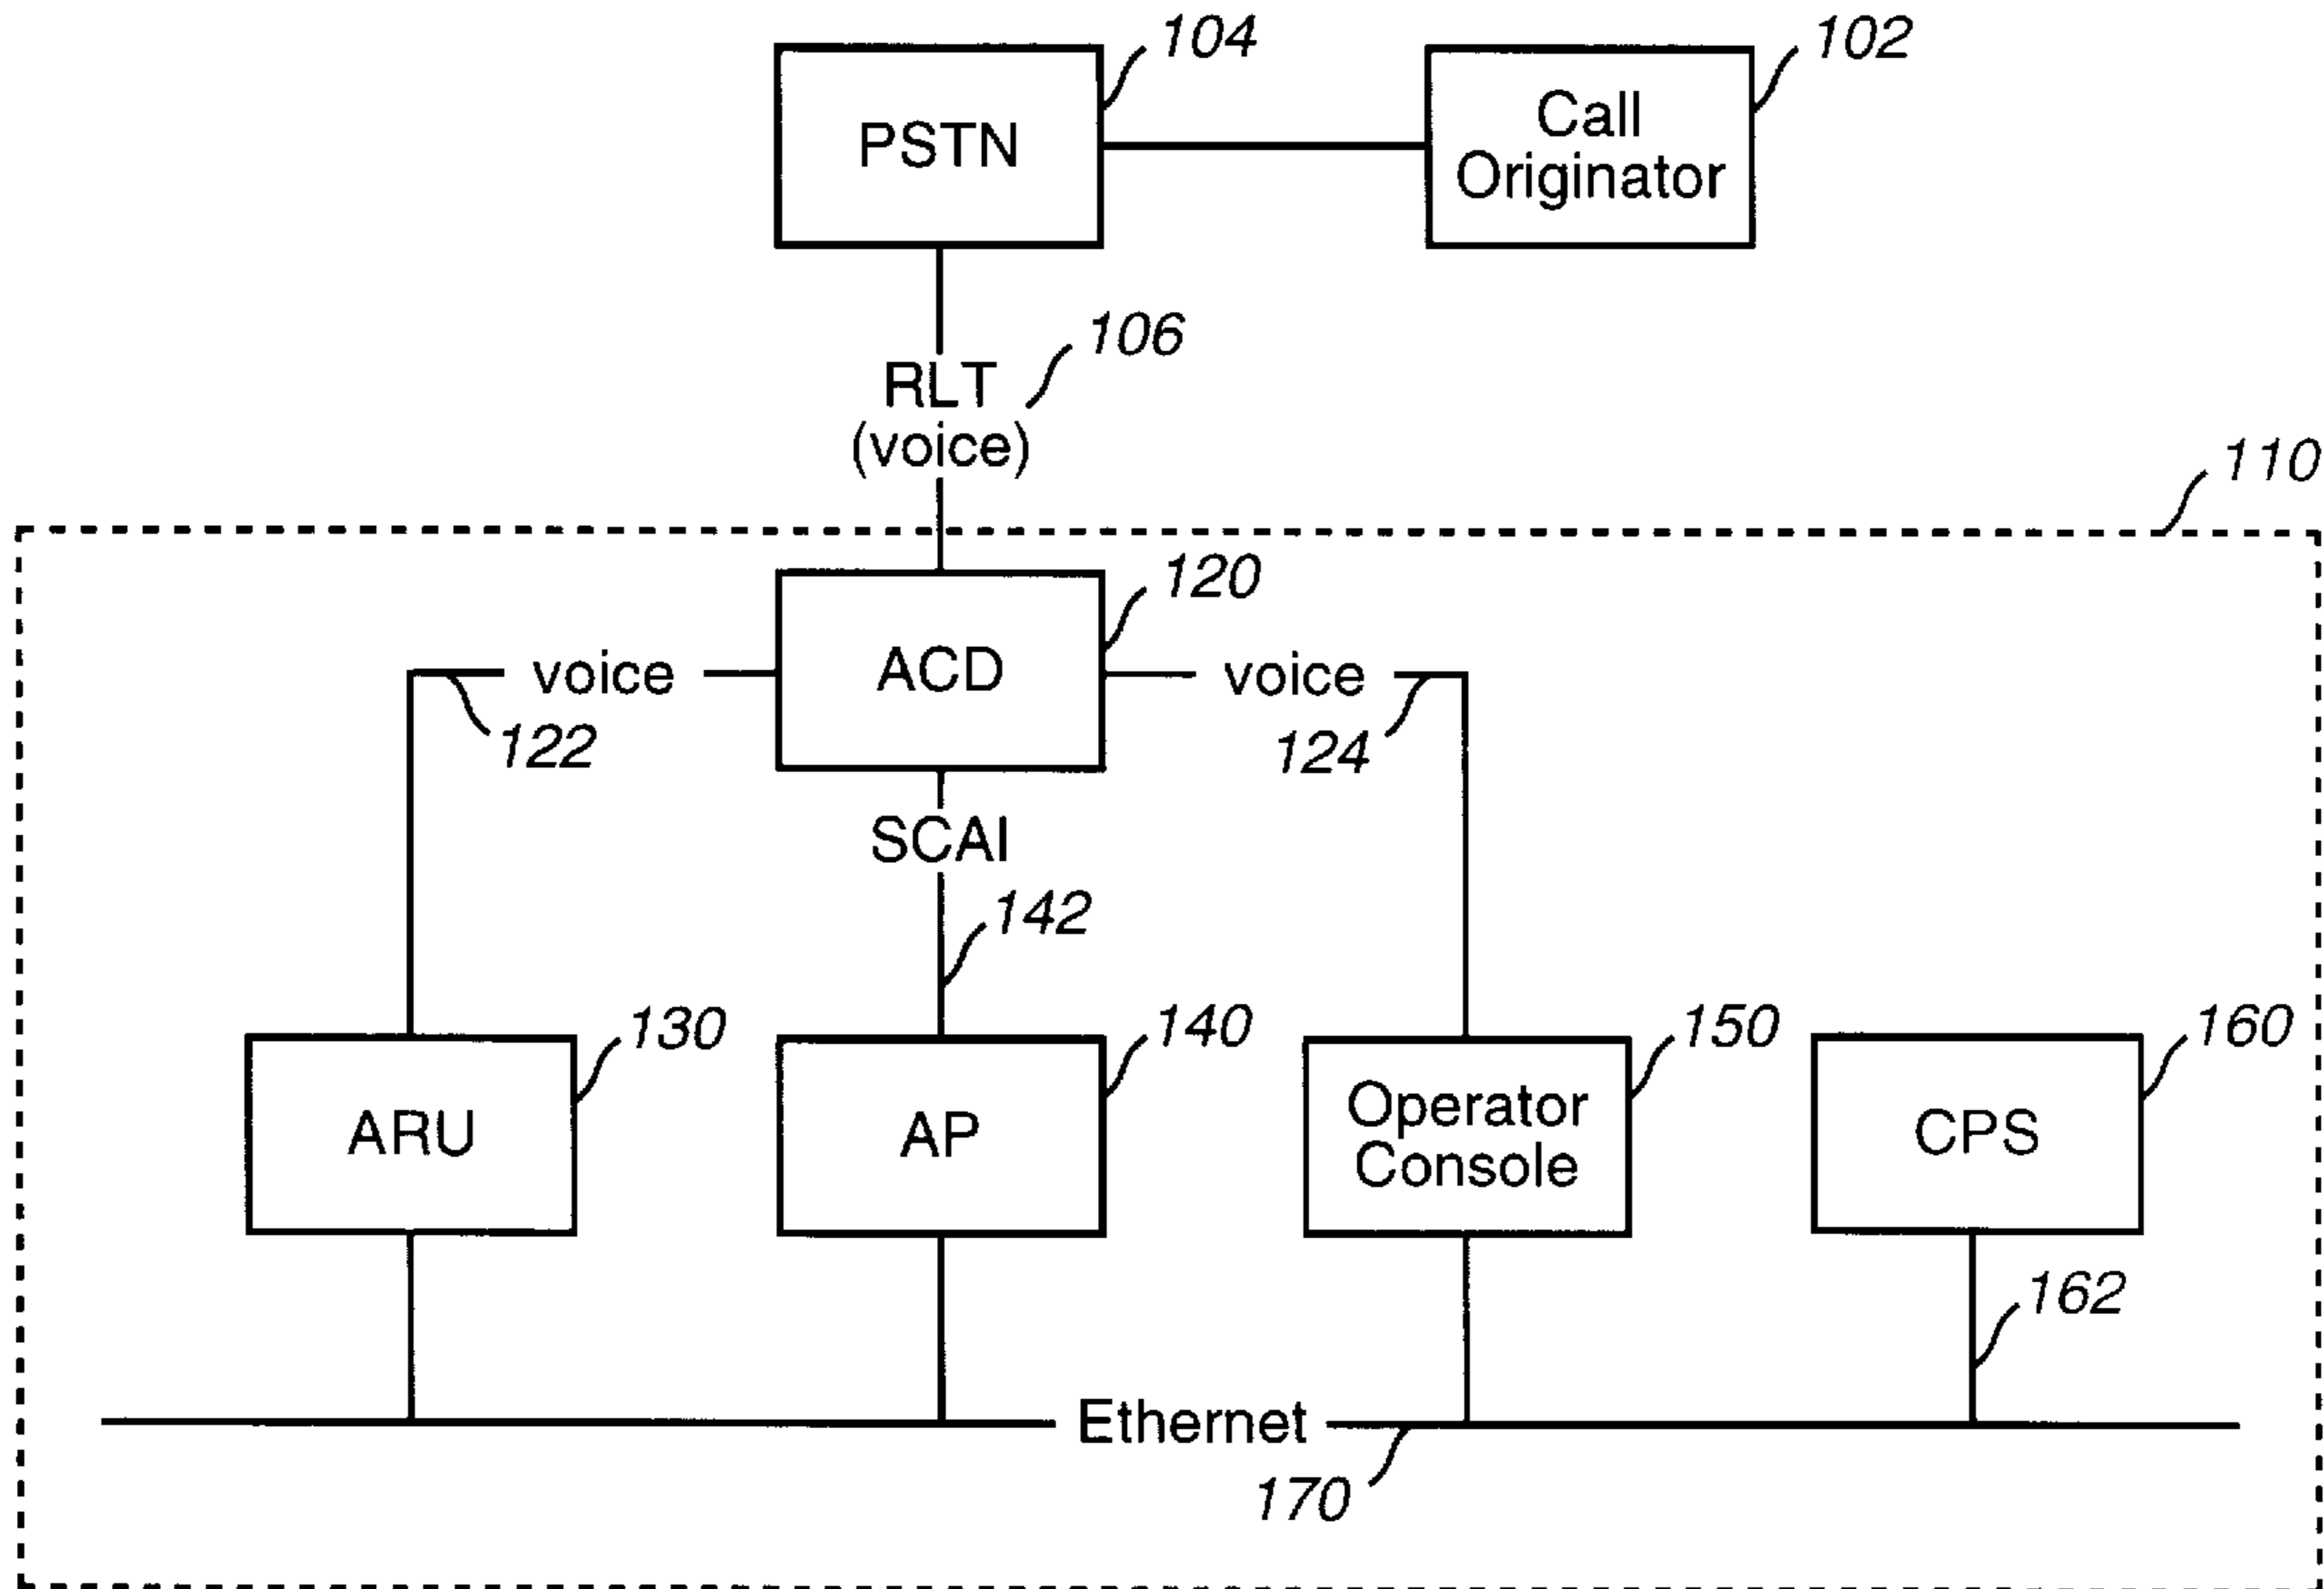 104
102
PSTN
Call
Originator
106
RLT
(voice)
110
120
voice
ACD
voice
122
124
SCAI
142
130
140
150
160
ARU
AP
Operator
Console
CPS
162
Ethernet
170